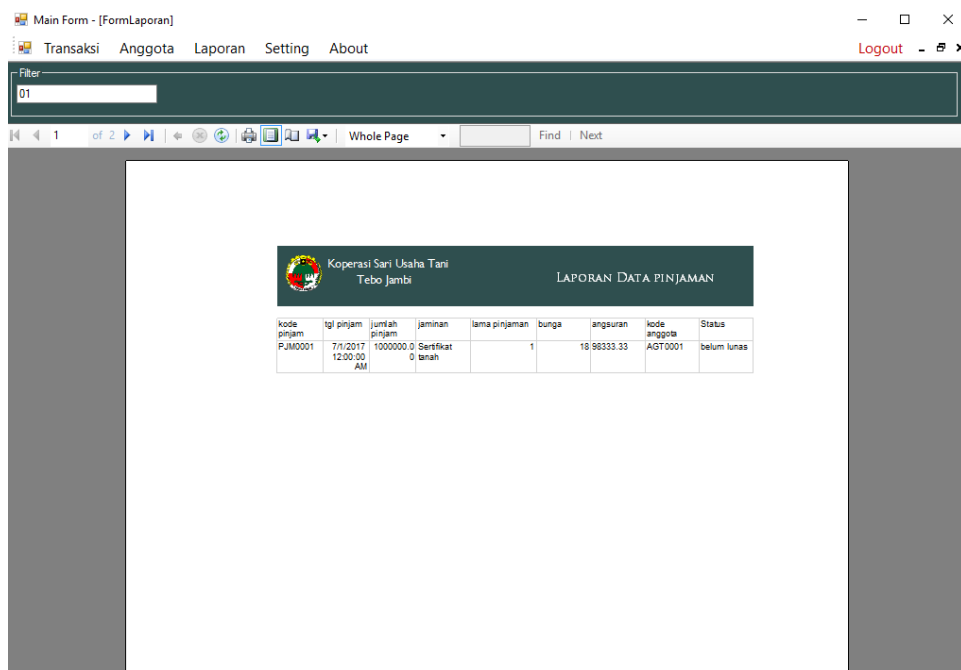 Main Form - [FormLaporan]
Transaksi Anggota Laporan Setting About Logout
Filter
01
1 of 2 Whole Page Find Next
Koperasi Sari Usaha Tani
Tebo Jambi
Laporan Data pinjaman
kode pinjam tgl pinjam jumlah pinjam jaminan lama pinjaman bunga angsuran kode anggota Status
PJM0001 7/1/2017 12:00:00 AM 1000000.00 Sertifikat tanah 1 18 98333.33 AGT0001 belum lunas